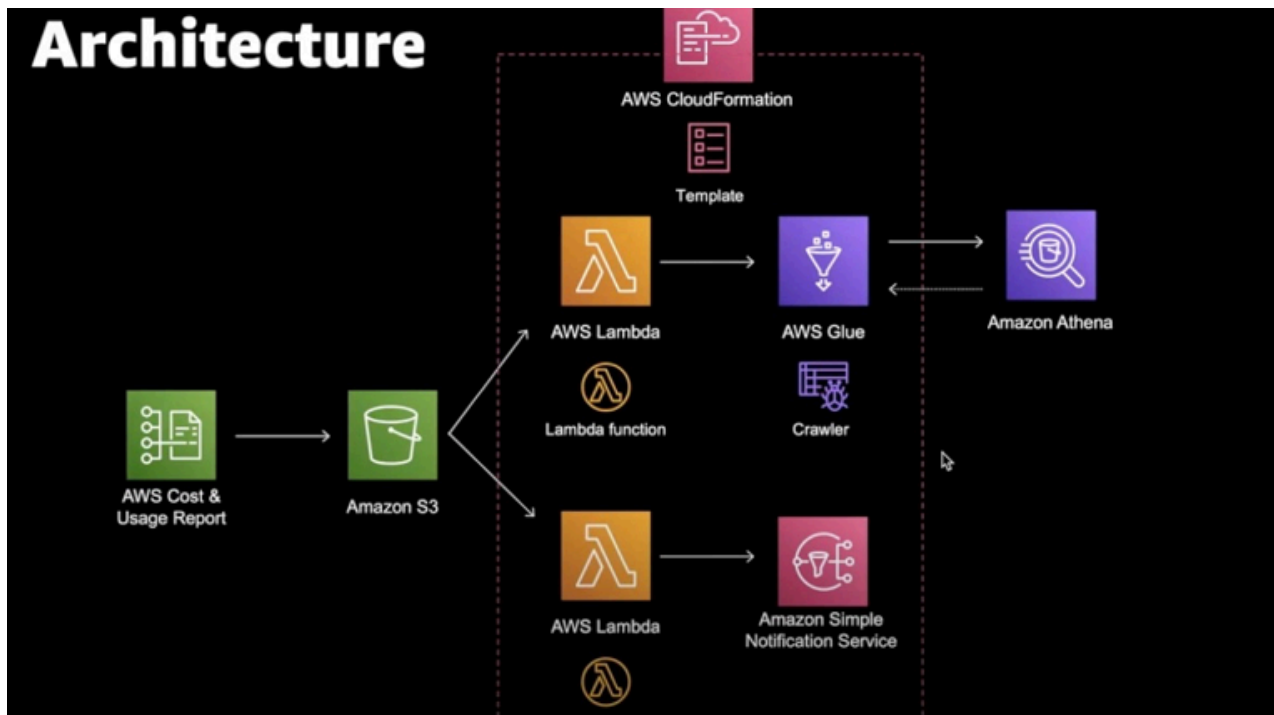 Architecture
AWS CloudFormation
Template
AWS Lambda
AWS Glue
Amazon Athena
Lambda function
Crawler
AWS Cost &
Usage Report
Amazon S3
AWS Lambda
Amazon Simple
Notification Service